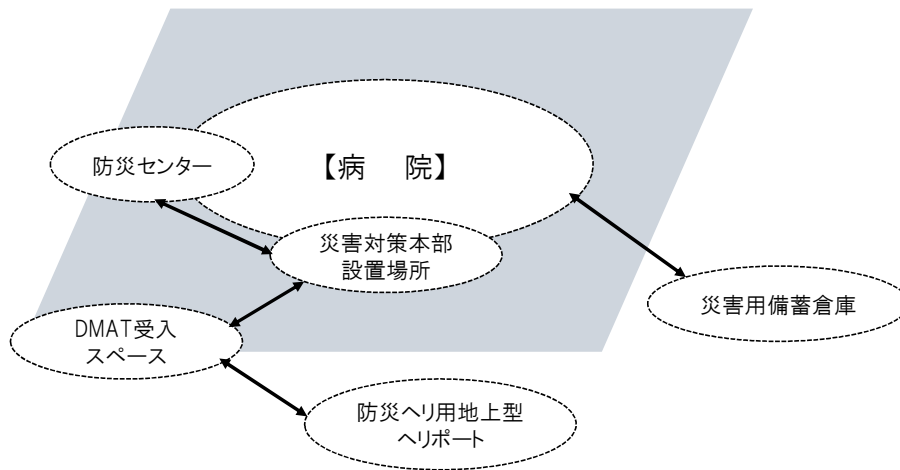 【病　院】
防災センター
災害対策本部
設置場所
災害用備蓄倉庫
DMAT受入
スペース
防災ヘリ用地上型
ヘリポート